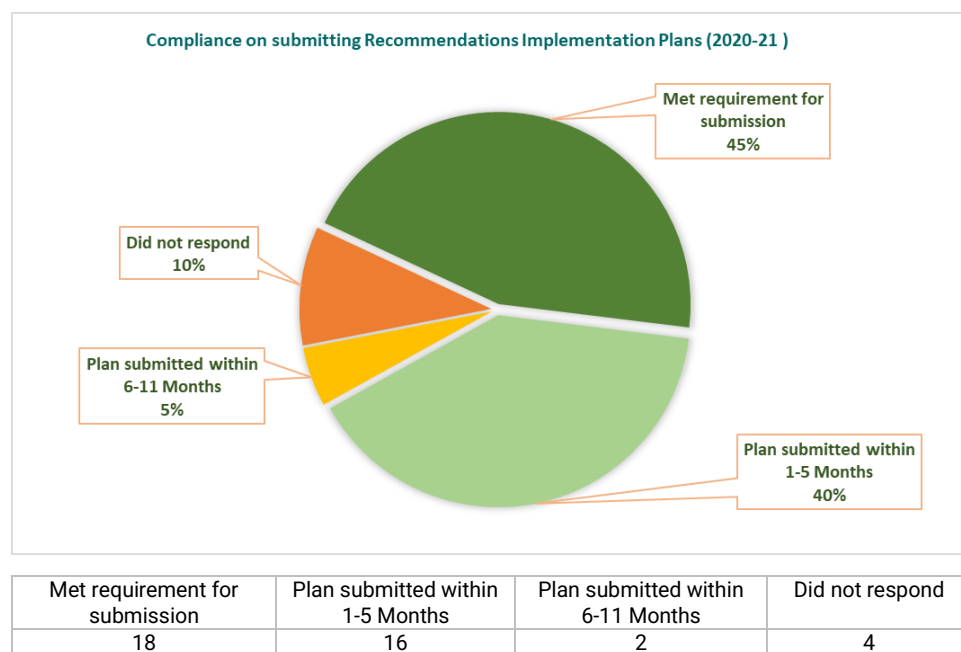 Compliance on submitting Recommendations Implementation Plans (2020-21 )
Met requirement for
submission
45%
Did not respond
10%
Plan submitted within
6-11 Months
5%
Plan submitted within
1-5 Months
40%
Met requirement for
submission
Plan submitted within
1-5 Months
Plan submitted within
6-11 Months
Did not respond
18
16
2
4